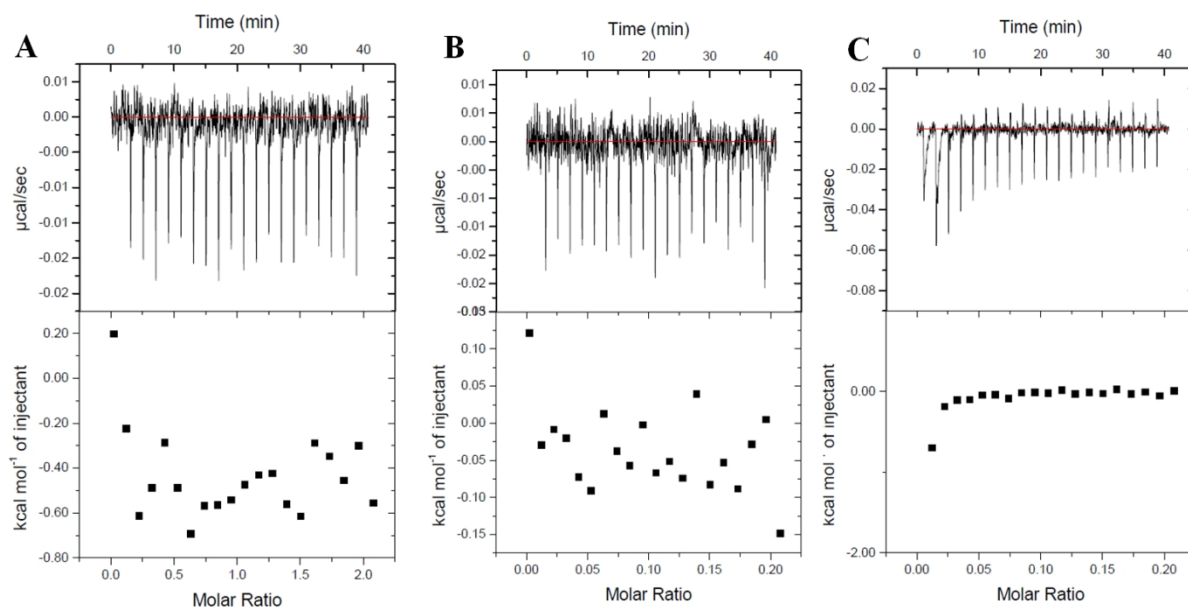 A
Time (min)
0 10 20 30 40
0.01
0.00
0.00
-0.01
-0.01
-0.02
-0.02
µcal/sec
0.20
0.00
-0.20
-0.40
-0.60
-0.80
kcal mol⁻¹ of injectant
0.0 0.5 1.0 1.5 2.0
Molar Ratio
B
Time (min)
0 10 20 30 40
0.01
0.01
-0.00
-0.01
-0.01
-0.02
-0.02
µcal/sec
0.10
0.05
0.00
-0.05
-0.10
-0.15
kcal mol⁻¹ of injectant
0.00 0.05 0.10 0.15 0.20
Molar Ratio
C
Time (min)
0 10 20 30 40
0.02
0.00
-0.02
-0.04
-0.06
-0.08
µcal/sec
0.00
-2.00
kcal mol of injectant
0.00 0.05 0.10 0.15 0.20
Molar Ratio